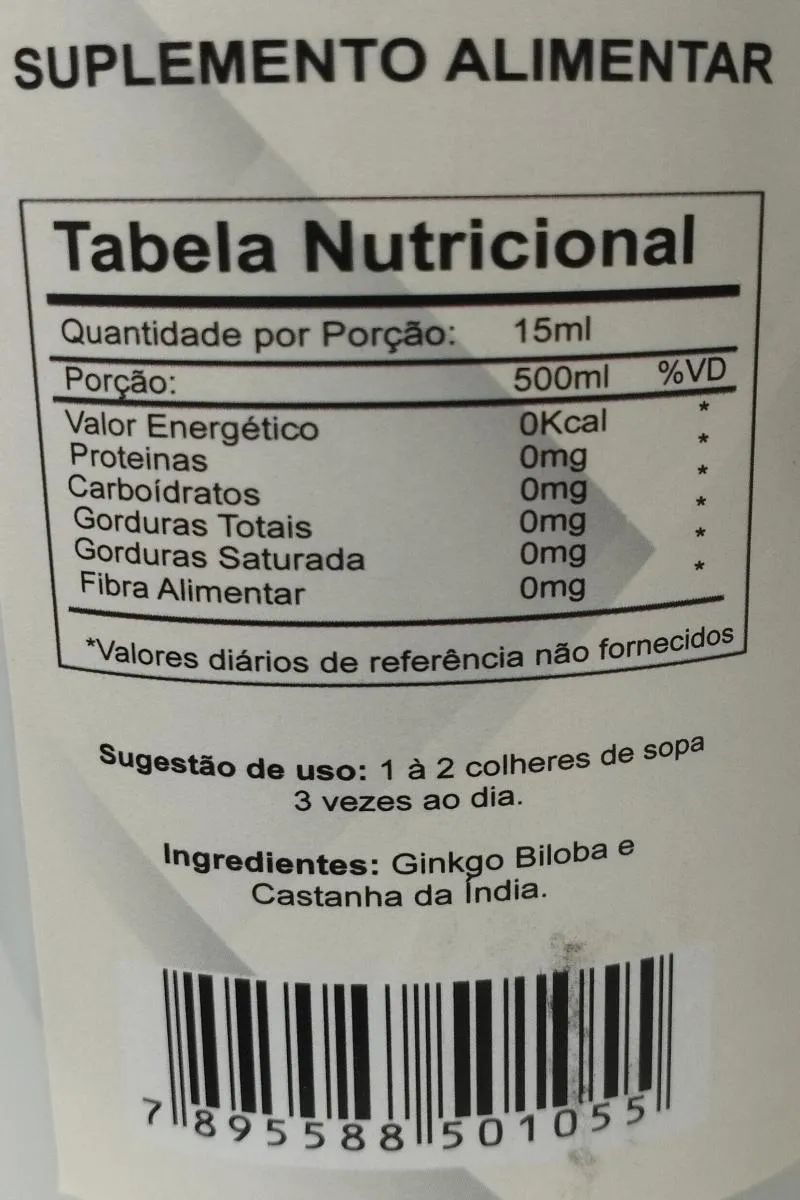 SUPLEMENTO ALIMENTAR
Tabela Nutricional
Quantidade por Porção: 15ml
Porção: 500ml %VD
Valor Energético 0Kcal *
Proteinas 0mg *
Carboídratos 0mg *
Gorduras Totais 0mg *
Gorduras Saturada 0mg *
Fibra Alimentar 0mg *
*Valores diários de referência não fornecidos
Sugestão de uso: 1 à 2 colheres de sopa
3 vezes ao dia.
Ingredientes: Ginkgo Biloba e
Castanha da Índia.
7 895588 501055